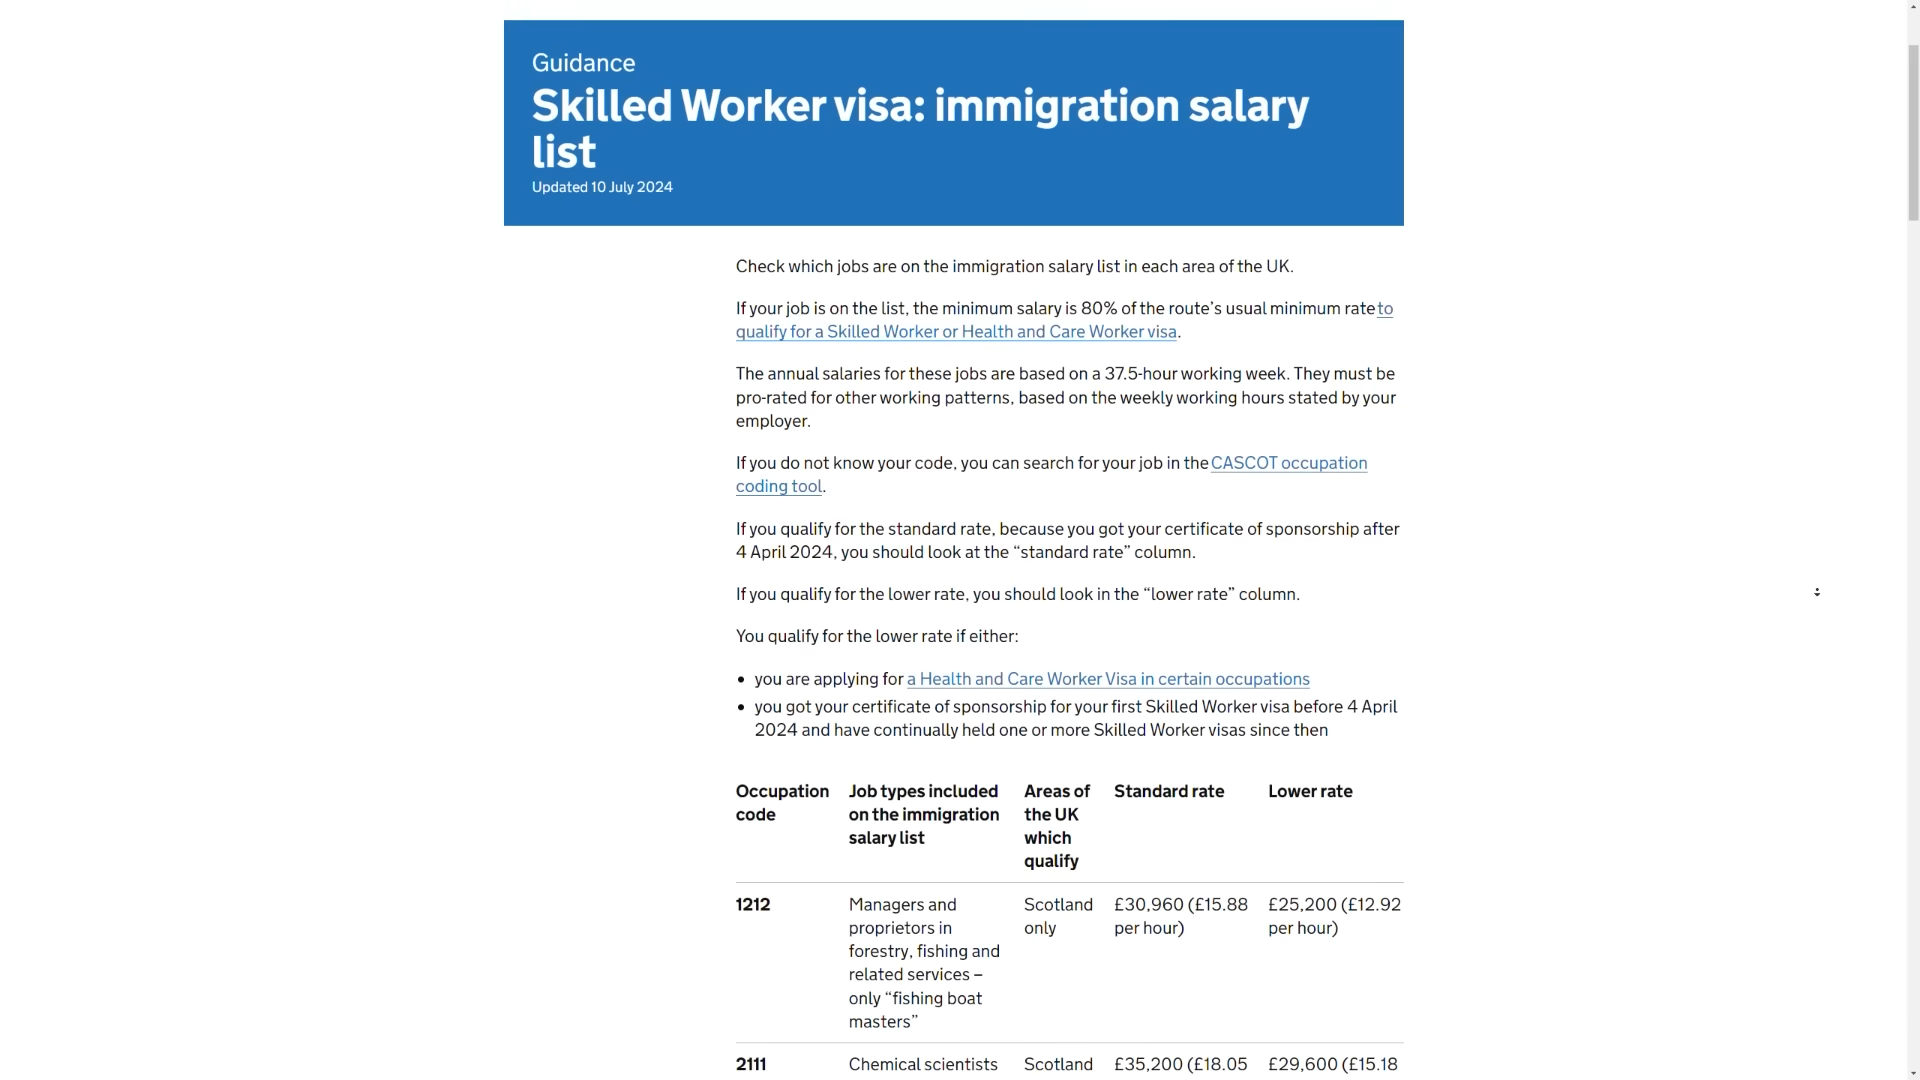 Guidance
Skilled Worker visa: immigration salary
list
Updated 10 July 2024
Check which jobs are on the immigration salary list in each area of the UK.
If your job is on the list, the minimum salary is 80% of the route’s usual minimum rate to
qualify for a Skilled Worker or Health and Care Worker visa.
The annual salaries for these jobs are based on a 37.5-hour working week. They must be
pro-rated for other working patterns, based on the weekly working hours stated by your
employer.
If you do not know your code, you can search for your job in the CASCOT occupation
coding tool.
If you qualify for the standard rate, because you got your certificate of sponsorship after
4 April 2024, you should look at the “standard rate” column.
If you qualify for the lower rate, you should look in the “lower rate” column.
You qualify for the lower rate if either:
• you are applying for a Health and Care Worker Visa in certain occupations
• you got your certificate of sponsorship for your first Skilled Worker visa before 4 April
2024 and have continually held one or more Skilled Worker visas since then
Occupation Job types included Areas of Standard rate Lower rate
code on the immigration the UK
salary list which
qualify
1212 Managers and Scotland £30,960 (£15.88 £25,200 (£12.92
proprietors in only per hour) per hour)
forestry, fishing and
related services –
only “fishing boat
masters”
2111 Chemical scientists Scotland £35,200 (£18.05 £29,600 (£15.18